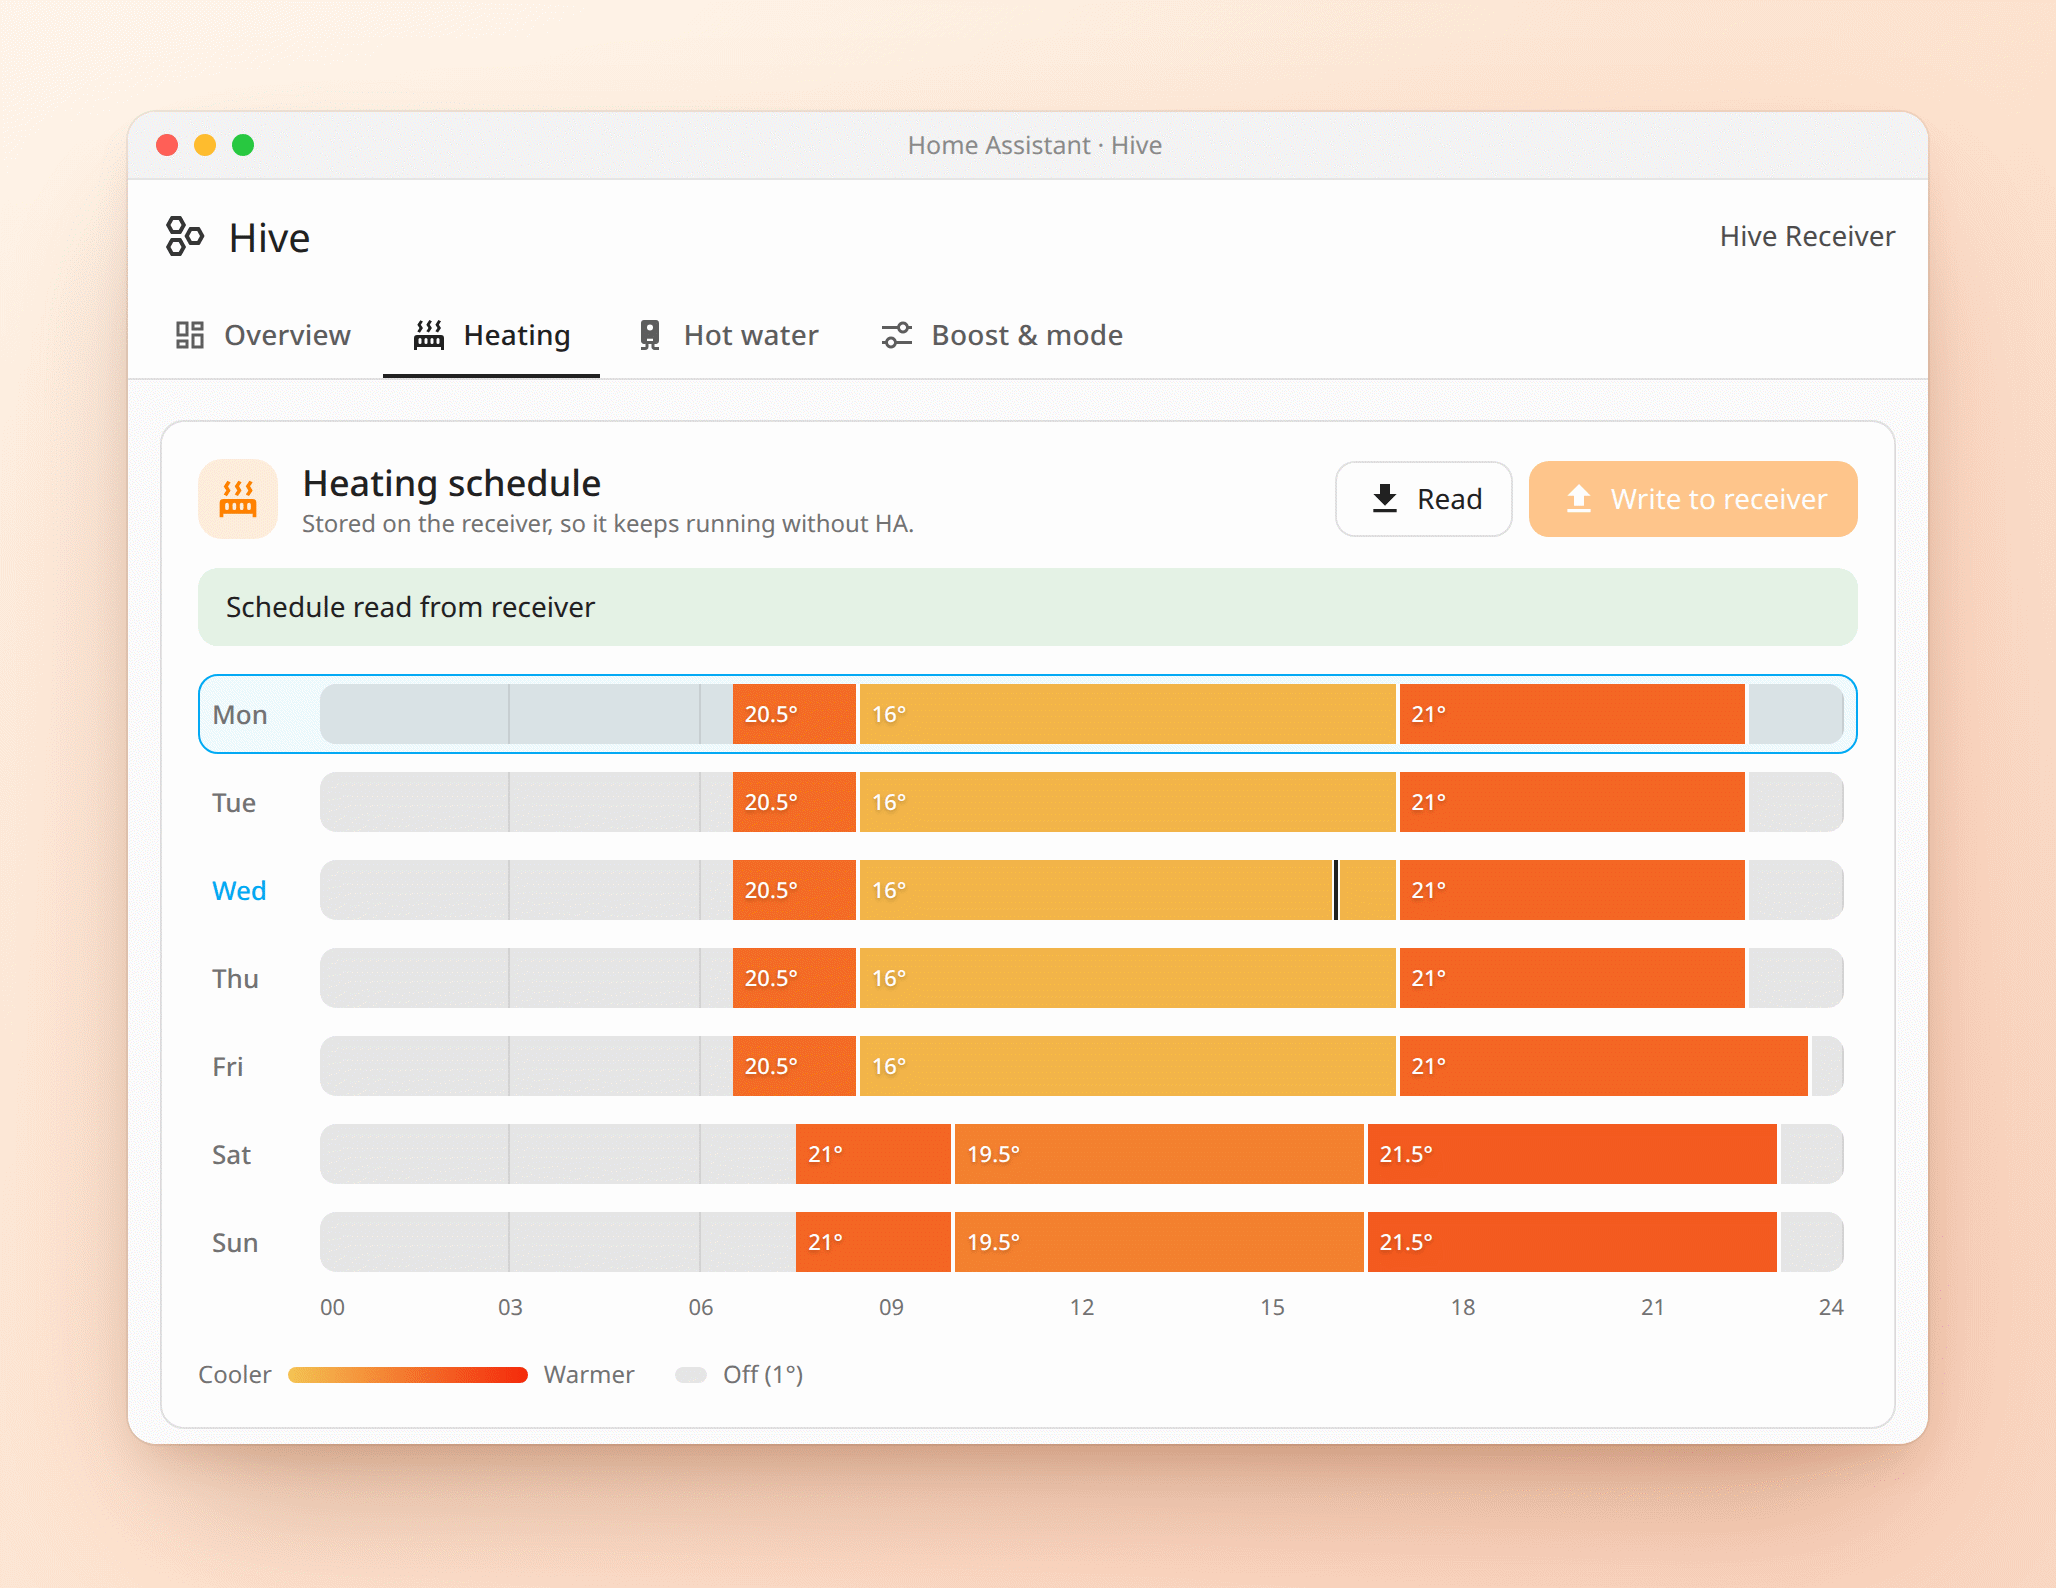 Home Assistant · Hive
Hive
Hive Receiver
Overview
Heating
Hot water
Boost & mode
Heating schedule
Stored on the receiver, so it keeps running without HA.
Read
Write to receiver
Schedule read from receiver
Mon 20.5° 16° 21°
Tue 20.5° 16° 21°
Wed 20.5° 16° 21°
Thu 20.5° 16° 21°
Fri 20.5° 16° 21°
Sat 21° 19.5° 21.5°
Sun 21° 19.5° 21.5°
00 03 06 09 12 15 18 21 24
Cooler Warmer Off (1°)